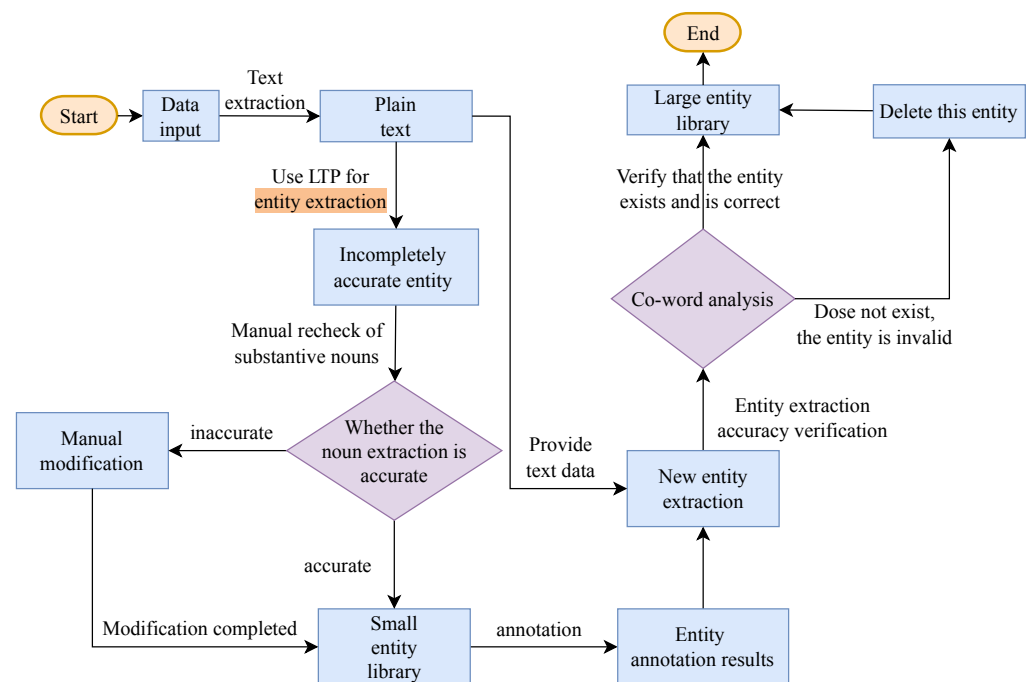 Start
Data
input
Text
extraction
Plain
text
Use LTP for
entity extraction
Incompletely
accurate entity
Manual recheck of
substantive nouns
Whether the
noun extraction is
accurate
inaccurate
Manual
modification
Modification completed
accurate
Small
entity
library
annotation
Entity
annotation results
Provide
text data
New entity
extraction
Entity extraction
accuracy verification
Co-word analysis
Dose not exist,
the entity is invalid
Delete this entity
Verify that the entity
exists and is correct
Large entity
library
End